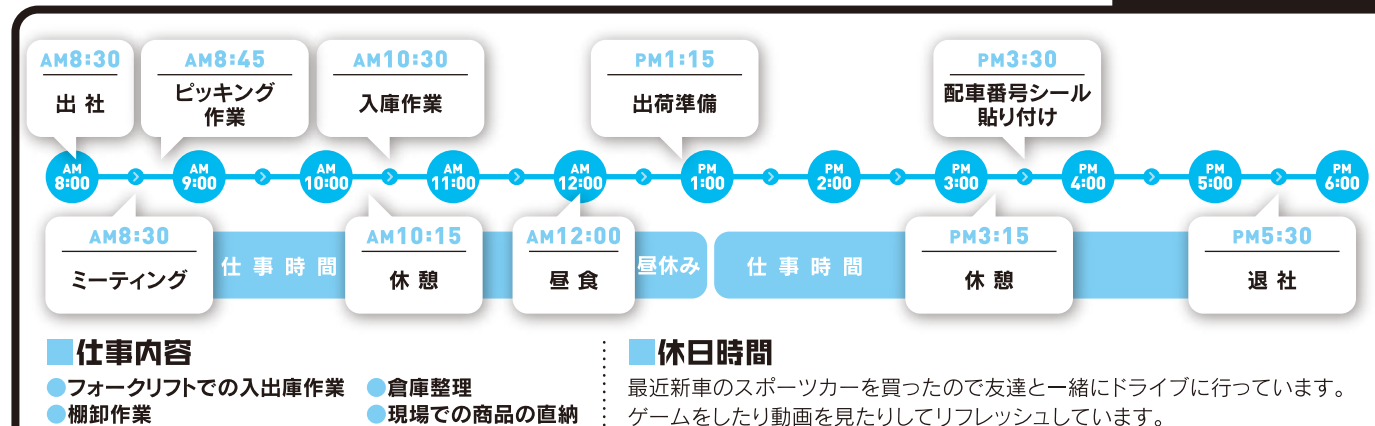 AM8:30
出社
AM8:45
ピッキング
作業
AM10:30
入庫作業
PM1:15
出荷準備
PM3:30
配車番号シール
貼り付け
AM
8:00
AM
9:00
AM
10:00
AM
11:00
AM
12:00
PM
1:00
PM
2:00
PM
3:00
PM
4:00
PM
5:00
PM
6:00
AM8:30
ミーティング
仕事時間
AM10:15
休憩
AM12:00
昼食
昼休み
仕事時間
PM3:15
休憩
PM5:30
退社
■仕事内容
●フォークリフトでの入出庫作業 ●倉庫整理
●棚卸作業 ●現場での商品の直納
■休日時間
最近新車のスポーツカーを買ったので友達と一緒にドライブに行っています。
ゲームをしたり動画を見たりしてリフレッシュしています。